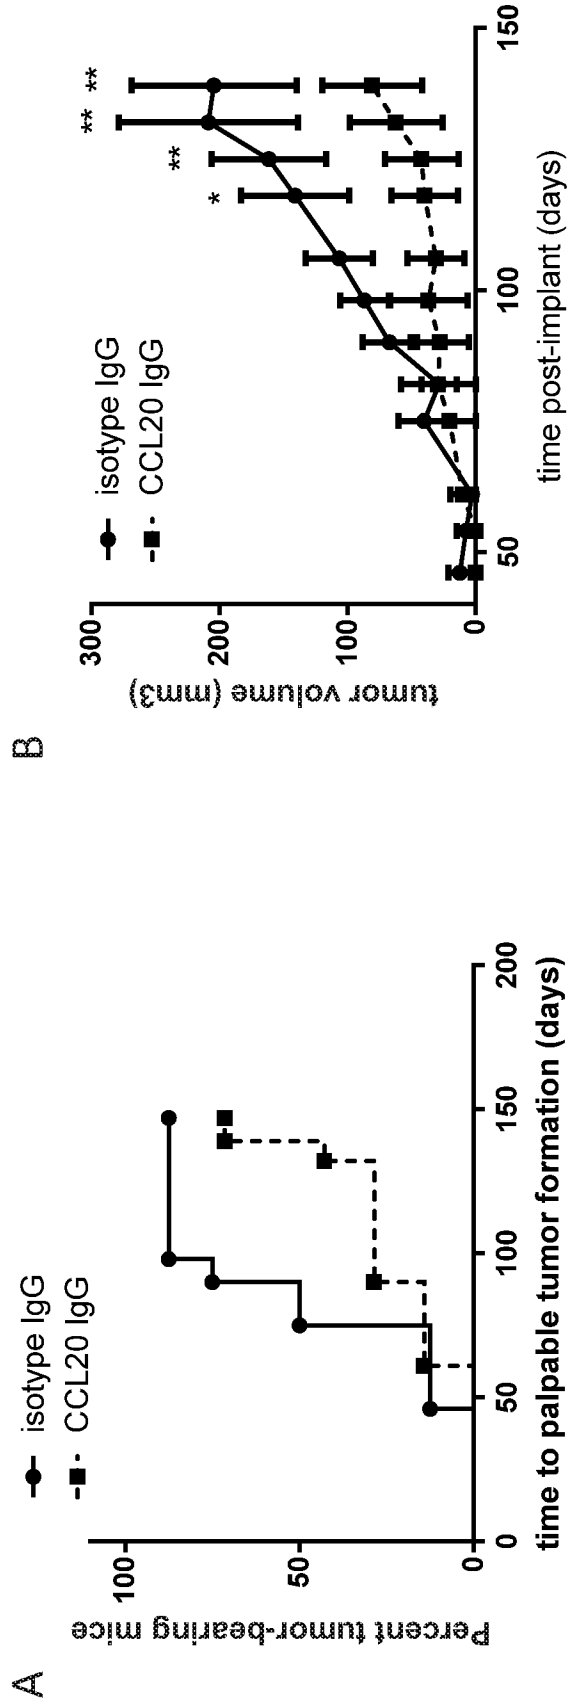 A
isotype IgG
CCL20 IgG
Percent tumor-bearing mice
100
50
0
0
50
100
150
200
time to palpable tumor formation (days)
B
isotype IgG
CCL20 IgG
tumor volume (mm3)
300
200
100
0
*
**
**
**
50
100
150
time post-implant (days)